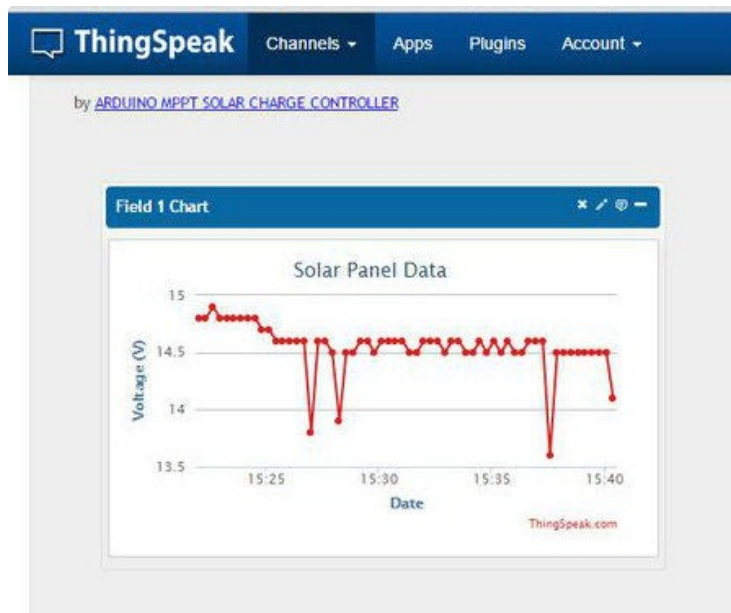 ThingSpeak Channels Apps Plugins Account
by ARDUINO MPPT SOLAR CHARGE CONTROLLER
Field 1 Chart
Solar Panel Data
15
14.5
14
13.5
Voltage (V)
15:25 15:30 15:35 15:40
Date
ThingSpeak.com